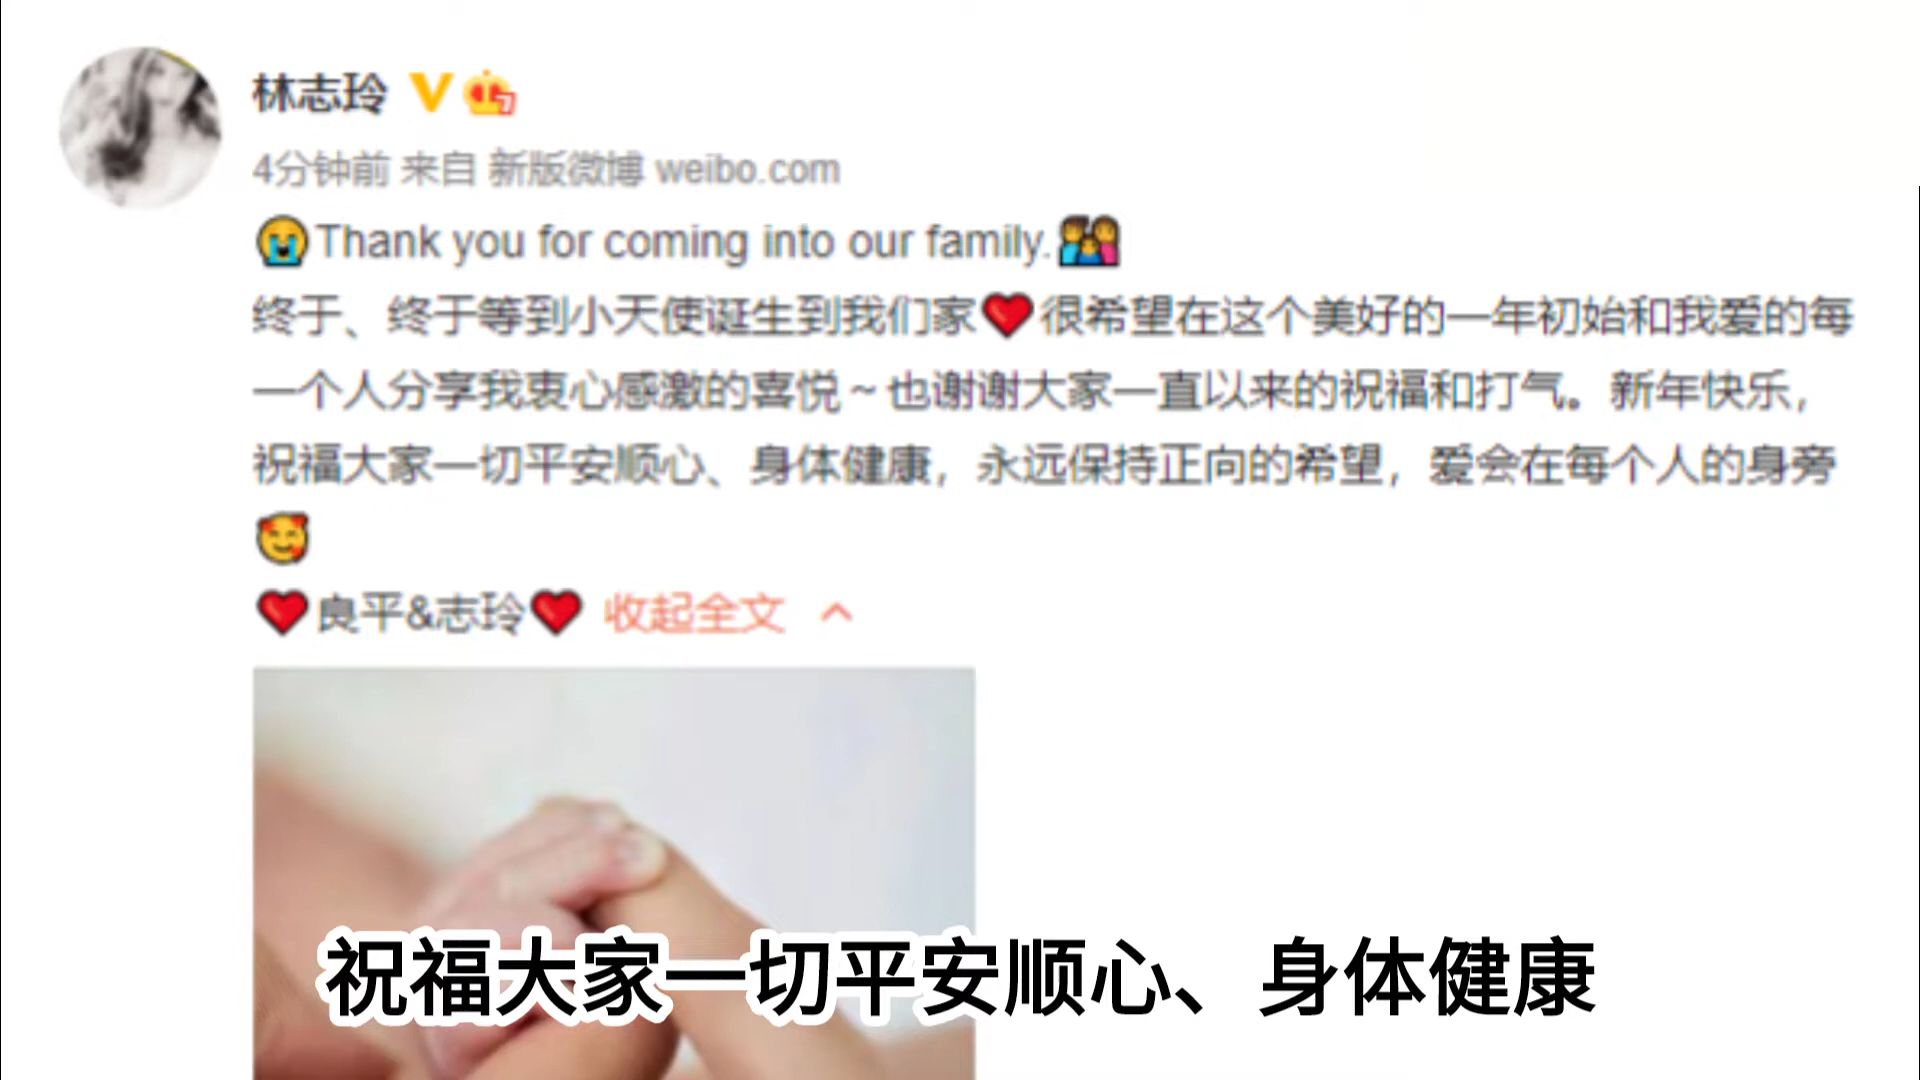 林志玲
4分钟前 来自 新版微博 weibo.com
😭Thank you for coming into our family.👨‍👩‍👦
终于、终于等到小天使诞生到我们家❤️很希望在这个美好的一年初始和我爱的每
一个人分享我衷心感激的喜悦～也谢谢大家一直以来的祝福和打气。新年快乐，
祝福大家一切平安顺心、身体健康，永远保持正向的希望，爱会在每个人的身旁
🥰
❤️良平&志玲❤️ 收起全文 ^
祝福大家一切平安顺心、身体健康